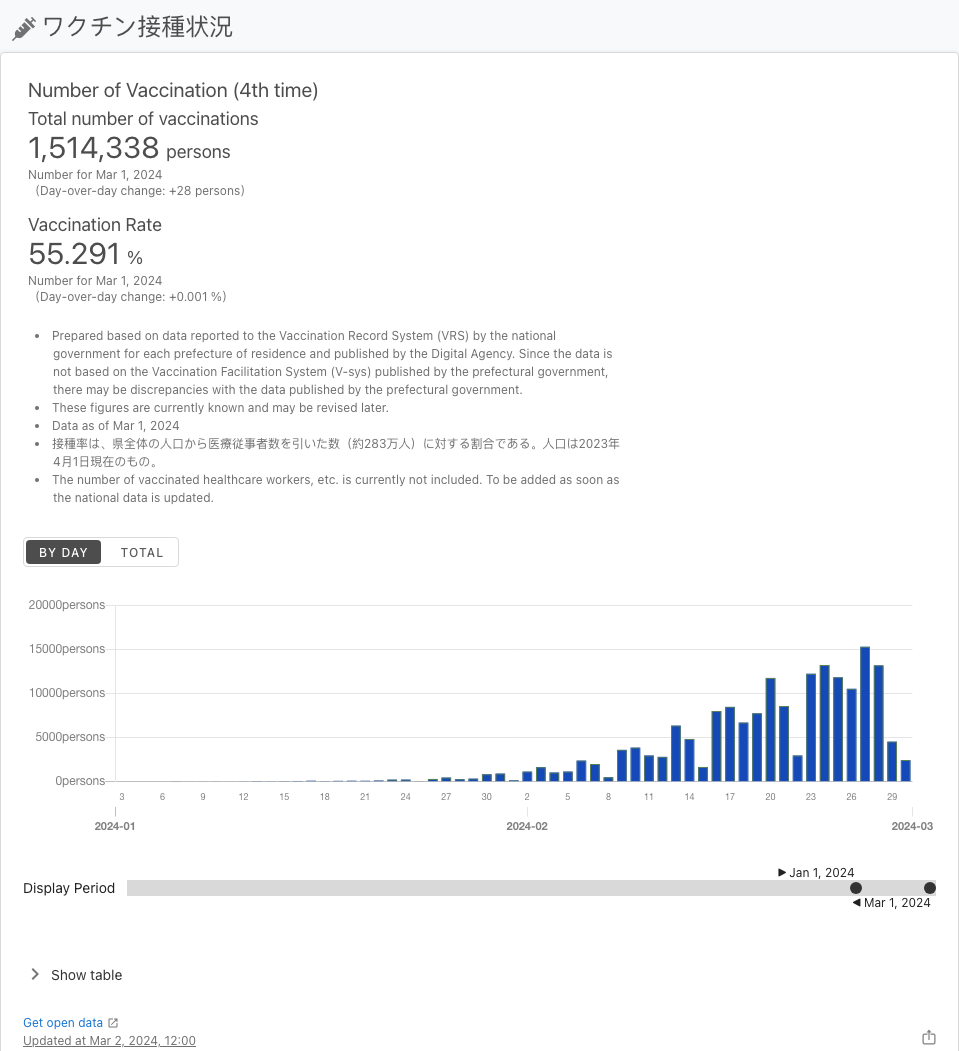 ワクチン接種状況
Number of Vaccination (4th time)
Total number of vaccinations
1,514,338 persons
Number for Mar 1, 2024
（Day-over-day change: +28 persons）
Vaccination Rate
55.291 %
Number for Mar 1, 2024
（Day-over-day change: +0.001 %）
• Prepared based on data reported to the Vaccination Record System (VRS) by the national
government for each prefecture of residence and published by the Digital Agency. Since the data is
not based on the Vaccination Facilitation System (V-sys) published by the prefectural government,
there may be discrepancies with the data published by the prefectural government.
• These figures are currently known and may be revised later.
• Data as of Mar 1, 2024
• 接種率は、県全体の人口から医療従事者数を引いた数（約283万人）に対する割合である。人口は2023年
4月1日現在のもの。
• The number of vaccinated healthcare workers, etc. is currently not included. To be added as soon as
the national data is updated.
BY DAY TOTAL
20000persons
15000persons
10000persons
5000persons
0persons
3 6 9 12 15 18 21 24 27 30 2 5 8 11 14 17 20 23 26 29
2024-01 2024-02 2024-03
Jan 1, 2024
Display Period
Mar 1, 2024
Show table
Get open data
Updated at Mar 2, 2024, 12:00